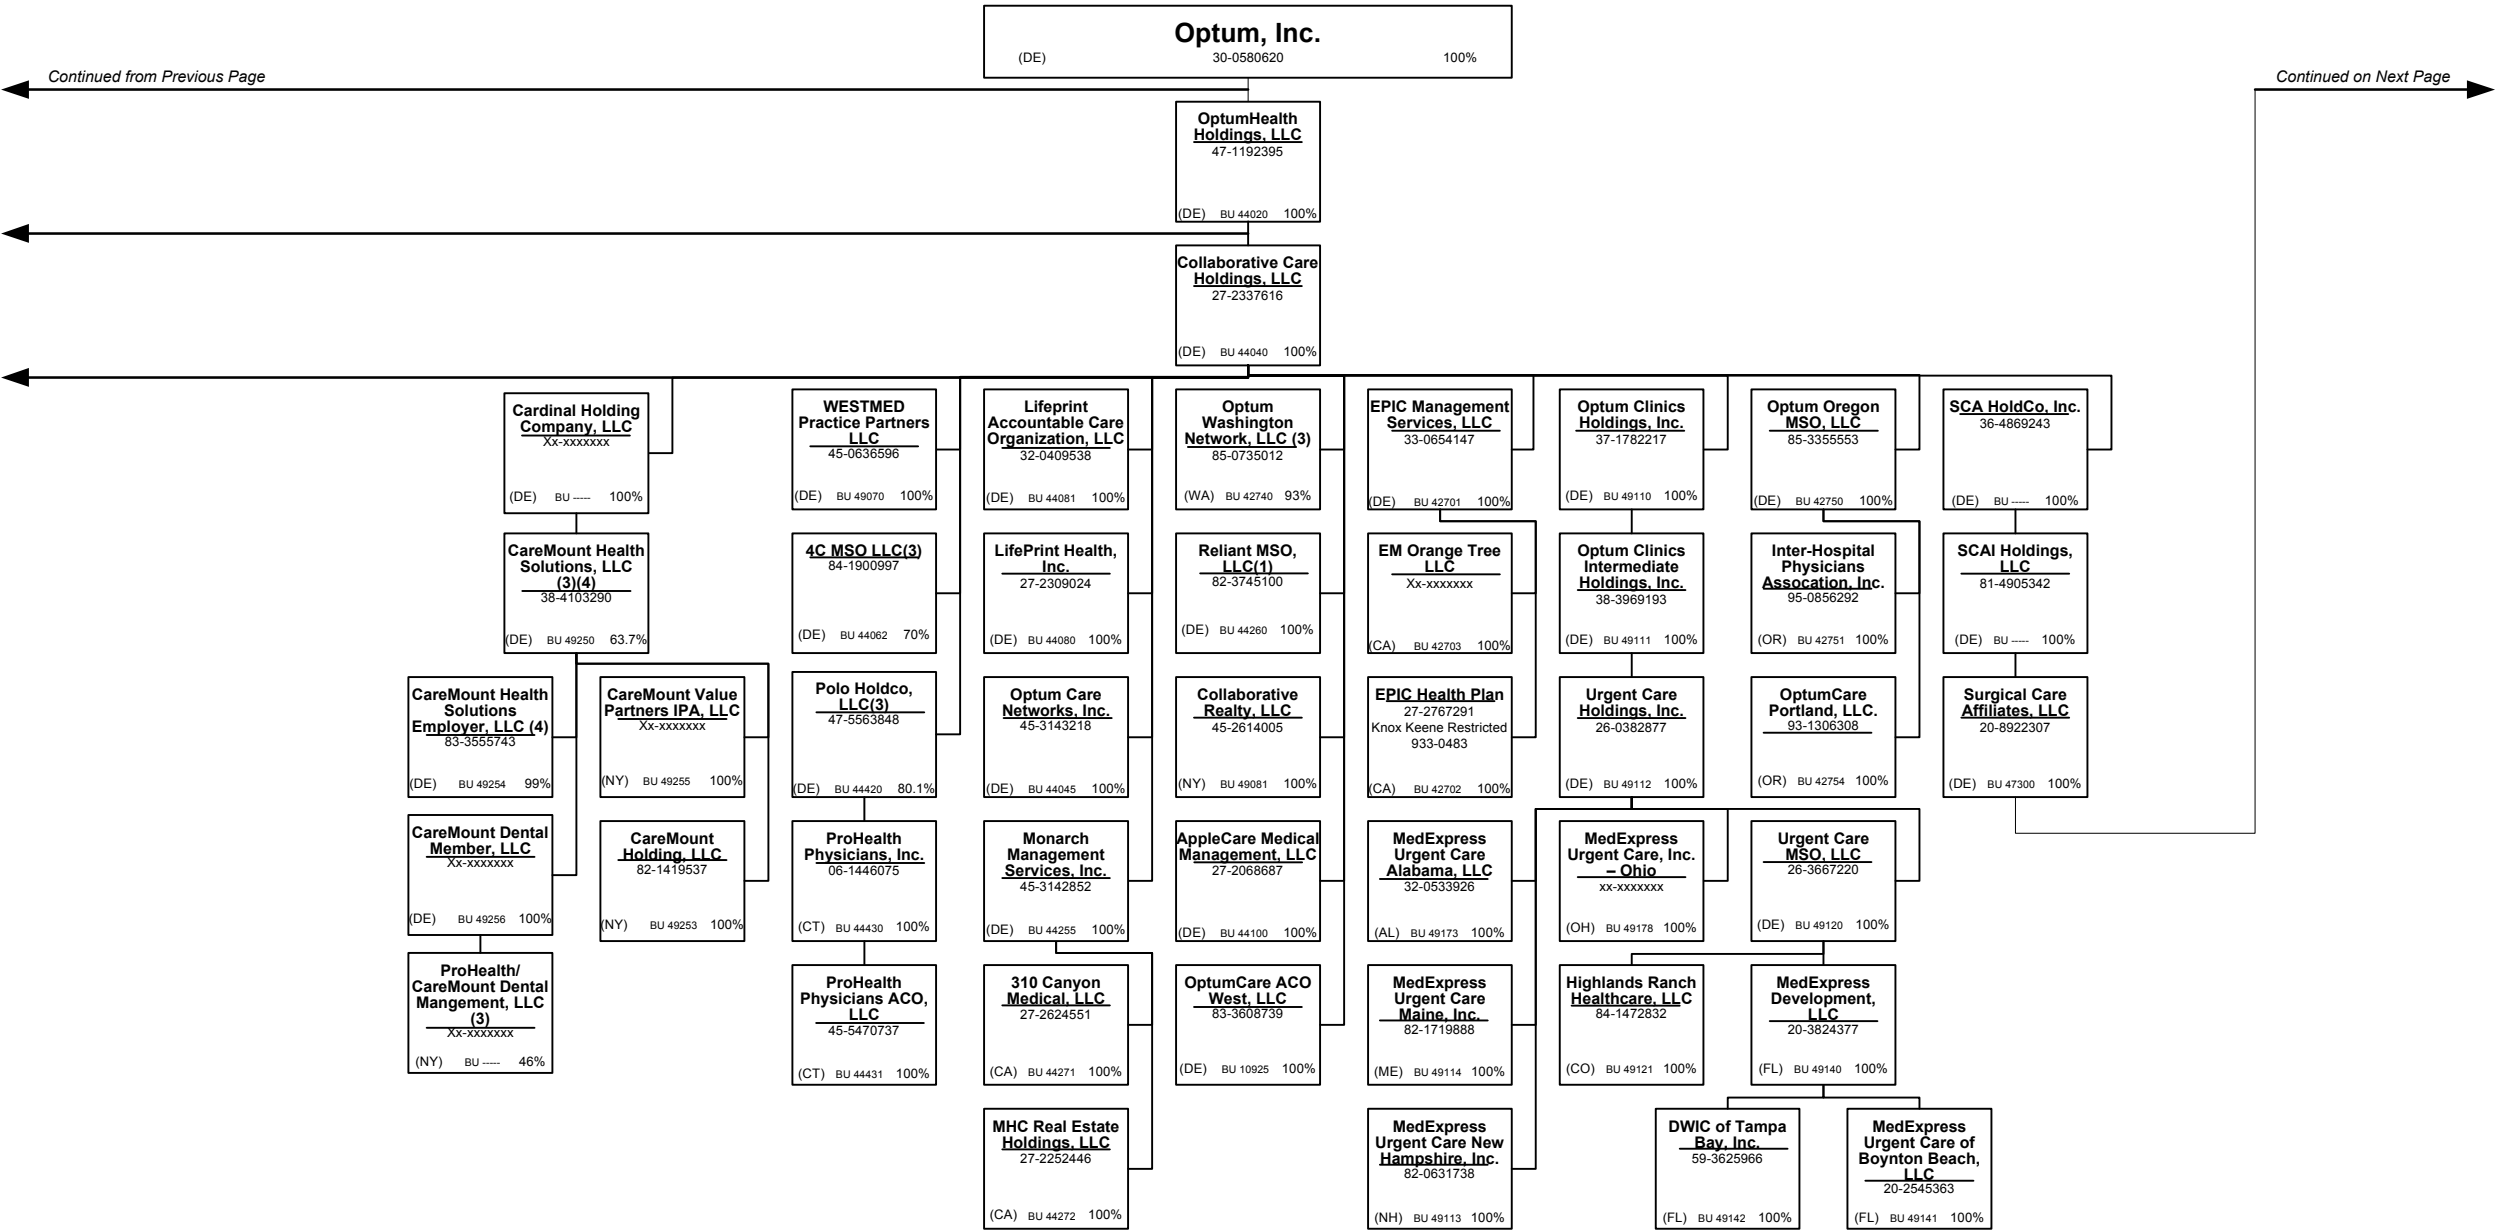 Optum, Inc.
(DE) 30-0580620 100%
Continued from Previous Page
Continued on Next Page
OptumHealth
Holdings, LLC
47-1192395
(DE) BU 44020 100%
Collaborative Care
Holdings, LLC
27-2337616
(DE) BU 44040 100%
Cardinal Holding
Company, LLC
Xx-xxxxxxx
(DE) BU ----- 100%
WESTMED
Practice Partners
LLC
45-0636596
(DE) BU 49070 100%
Lifeprint
Accountable Care
Organization, LLC
32-0409538
(DE) BU 44081 100%
Optum
Washington
Network, LLC (3)
85-0735012
(WA) BU 42740 93%
EPIC Management
Services, LLC
33-0654147
(DE) BU 42701 100%
Optum Clinics
Holdings, Inc.
37-1782217
(DE) BU 49110 100%
Optum Oregon
MSO, LLC
85-3355553
(DE) BU 42750 100%
SCA HoldCo, Inc.
36-4869243
(DE) BU ----- 100%
CareMount Health
Solutions, LLC
(3)(4)
38-4103290
(DE) BU 49250 63.7%
4C MSO LLC(3)
84-1900997
(DE) BU 44062 70%
LifePrint Health,
Inc.
27-2309024
(DE) BU 44080 100%
Reliant MSO,
LLC(1)
82-3745100
(DE) BU 44260 100%
EM Orange Tree
LLC
Xx-xxxxxxx
(CA) BU 42703 100%
Optum Clinics
Intermediate
Holdings, Inc.
38-3969193
(DE) BU 49111 100%
Inter-Hospital
Physicians
Assocation, Inc.
95-0856292
(OR) BU 42751 100%
SCAI Holdings,
LLC
81-4905342
(DE) BU ----- 100%
CareMount Health
Solutions
Employer, LLC (4)
83-3555743
(DE) BU 49254 99%
CareMount Value
Partners IPA, LLC
Xx-xxxxxxx
(NY) BU 49255 100%
Polo Holdco,
LLC(3)
47-5563848
(DE) BU 44420 80.1%
Optum Care
Networks, Inc.
45-3143218
(DE) BU 44045 100%
Collaborative
Realty, LLC
45-2614005
(NY) BU 49081 100%
EPIC Health Plan
27-2767291
Knox Keene Restricted
933-0483
(CA) BU 42702 100%
Urgent Care
Holdings, Inc.
26-0382877
(DE) BU 49112 100%
OptumCare
Portland, LLC.
93-1306308
(OR) BU 42754 100%
Surgical Care
Affiliates, LLC
20-8922307
(DE) BU 47300 100%
CareMount Dental
Member, LLC
Xx-xxxxxxx
(DE) BU 49256 100%
CareMount
Holding, LLC
82-1419537
(NY) BU 49253 100%
ProHealth
Physicians, Inc.
06-1446075
(CT) BU 44430 100%
Monarch
Management
Services, Inc.
45-3142852
(DE) BU 44255 100%
AppleCare Medical
Management, LLC
27-2068687
(DE) BU 44100 100%
MedExpress
Urgent Care
Alabama, LLC
32-0533926
(AL) BU 49173 100%
MedExpress
Urgent Care, Inc.
– Ohio
xx-xxxxxxx
(OH) BU 49178 100%
Urgent Care
MSO, LLC
26-3667220
(DE) BU 49120 100%
ProHealth/
CareMount Dental
Mangement, LLC
(3)
Xx-xxxxxxx
(NY) BU ----- 46%
ProHealth
Physicians ACO,
LLC
45-5470737
(CT) BU 44431 100%
310 Canyon
Medical, LLC
27-2624551
(CA) BU 44271 100%
OptumCare ACO
West, LLC
83-3608739
(DE) BU 10925 100%
MedExpress
Urgent Care
Maine, Inc.
82-1719888
(ME) BU 49114 100%
Highlands Ranch
Healthcare, LLC
84-1472832
(CO) BU 49121 100%
MedExpress
Development,
LLC
20-3824377
(FL) BU 49140 100%
MHC Real Estate
Holdings, LLC
27-2252446
(CA) BU 44272 100%
MedExpress
Urgent Care New
Hampshire, Inc.
82-0631738
(NH) BU 49113 100%
DWIC of Tampa
Bay, Inc.
59-3625966
(FL) BU 49142 100%
MedExpress
Urgent Care of
Boynton Beach,
LLC
20-2545363
(FL) BU 49141 100%